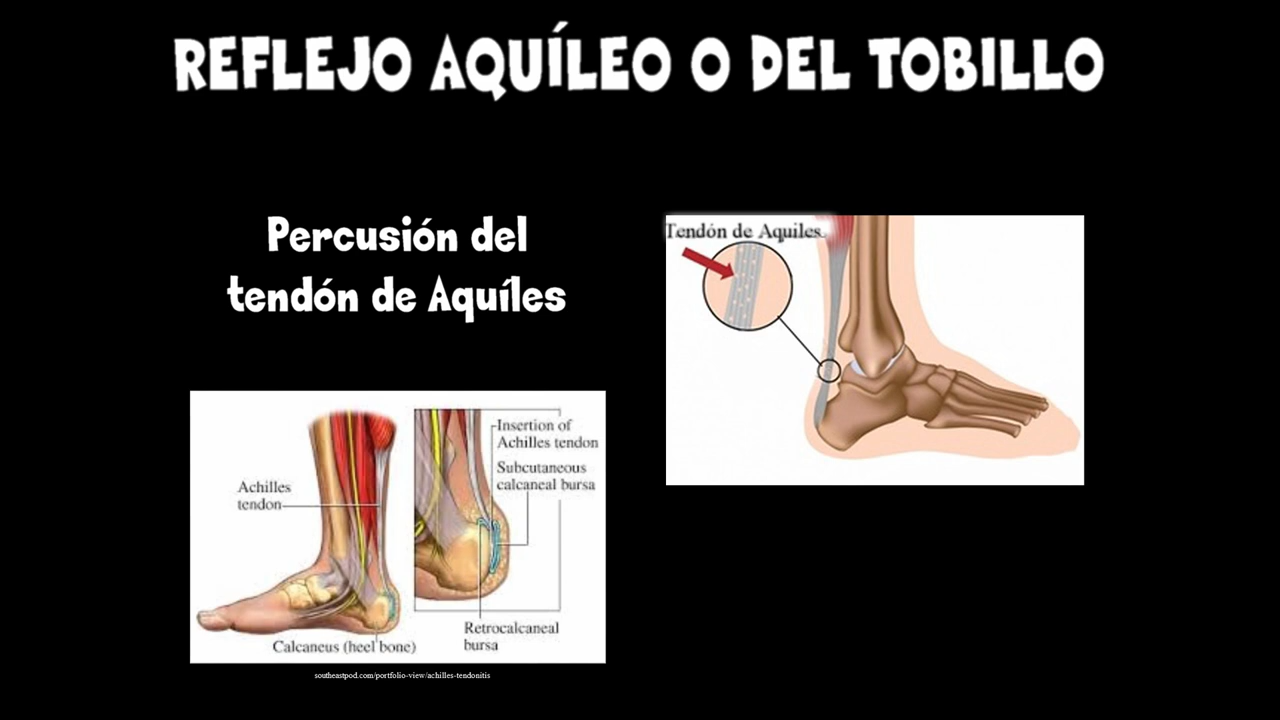 REFLEJO AQUÍLEO O DEL TOBILLO
Percusión del
tendón de Aquíles
Tendón de Aquiles.
Insertion of
Achilles tendon
Subcutaneous
calcaneal bursa
Achilles
tendon
Retrocalcaneal
bursa
Calcaneus (heel bone)
southeastpod.com/portfolio-view/achilles-tendonitis